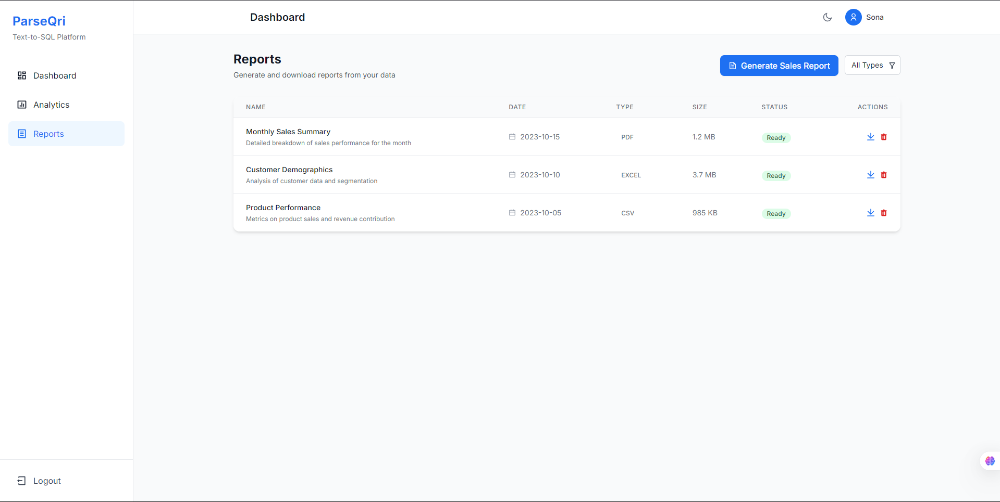 ParseQri
Text-to-SQL Platform
Dashboard
Analytics
Reports
Logout
Dashboard
Sona
Reports
Generate and download reports from your data
Generate Sales Report
All Types
NAME DATE TYPE SIZE STATUS ACTIONS
Monthly Sales Summary
Detailed breakdown of sales performance for the month
2023-10-15 PDF 1.2 MB Ready
Customer Demographics
Analysis of customer data and segmentation
2023-10-10 EXCEL 3.7 MB Ready
Product Performance
Metrics on product sales and revenue contribution
2023-10-05 CSV 985 KB Ready